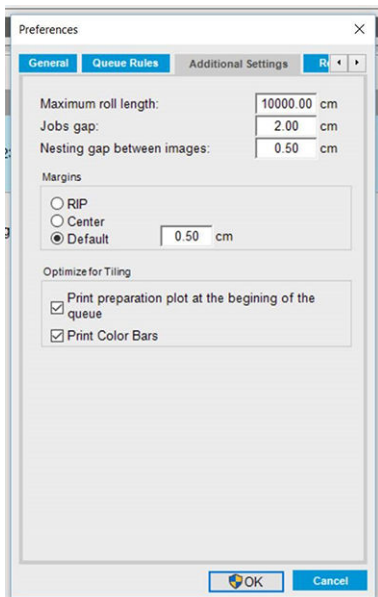 Preferences
General Queue Rules Additional Settings
Maximum roll length: 10000.00 cm
Jobs gap: 2.00 cm
Nesting gap between images: 0.50 cm
Margins
RIP
Center
Default 0.50 cm
Optimize for Tiling
Print preparation plot at the begining of the
queue
Print Color Bars
OK Cancel